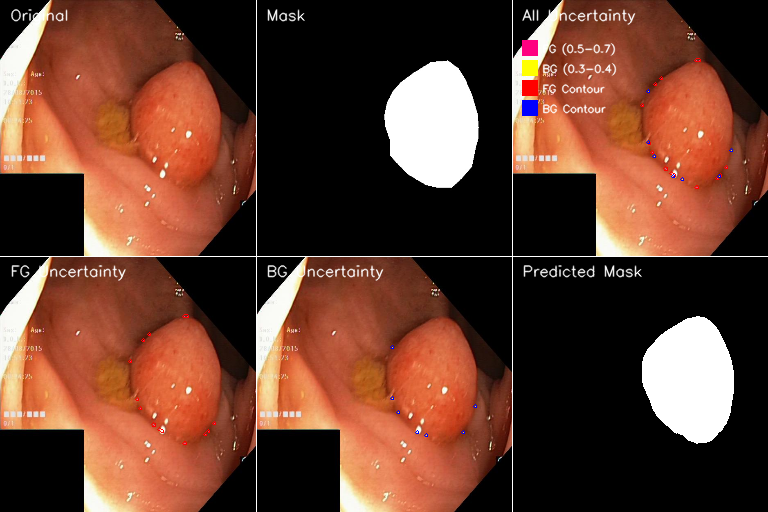 Original
Mask
All Uncertainty
FG (0.5-0.7)
BG (0.3-0.4)
FG Contour
BG Contour
FG Uncertainty
BG Uncertainty
Predicted Mask